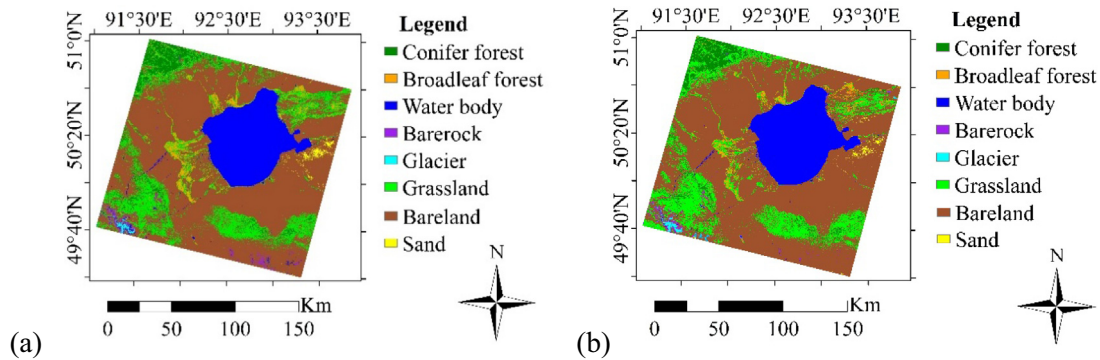 91°30'E 92°30'E 93°30'E
51°0'N
50°20'N
49°40'N
Legend
Conifer forest
Broadleaf forest
Water body
Barerock
Glacier
Grassland
Bareland
Sand
N
Km
0 50 100 150
(a)
91°30'E 92°30'E 93°30'E
51°0'N
50°20'N
49°40'N
Legend
Conifer forest
Broadleaf forest
Water body
Barerock
Glacier
Grassland
Bareland
Sand
N
Km
0 50 100 150
(b)